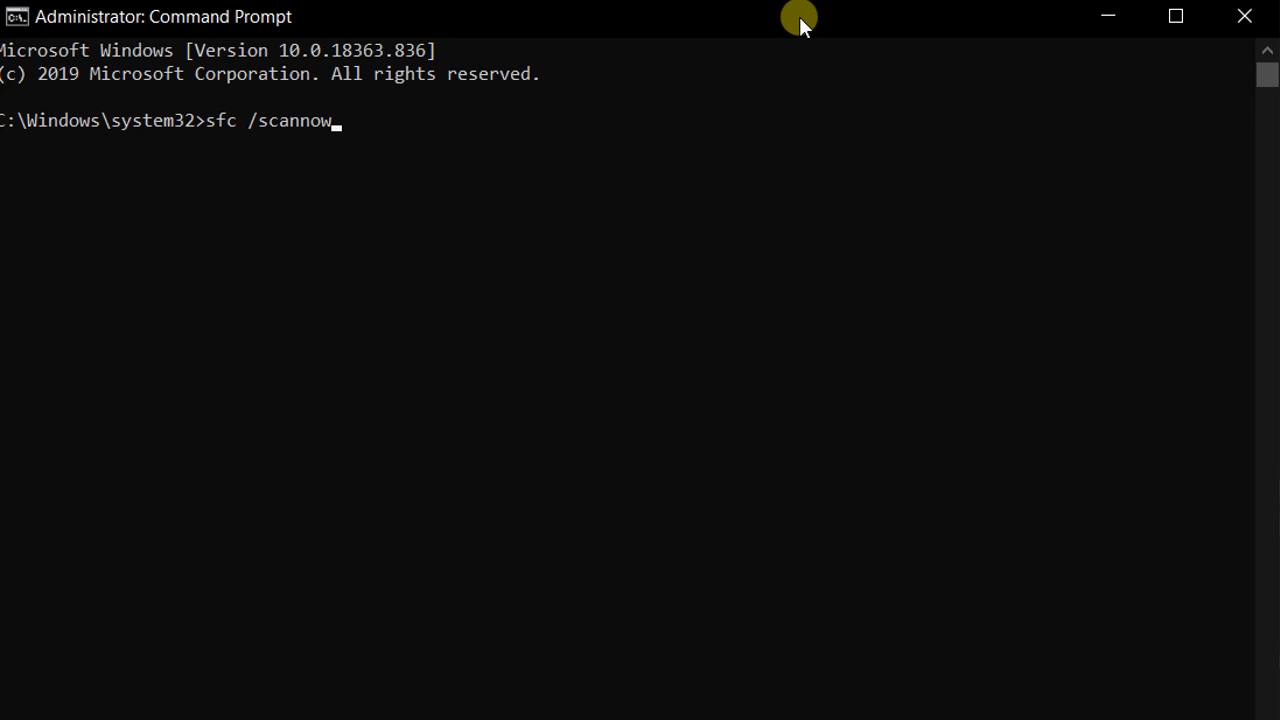 Administrator: Command Prompt
Microsoft Windows [Version 10.0.18363.836]
(c) 2019 Microsoft Corporation. All rights reserved.
C:\Windows\system32>sfc /scannow